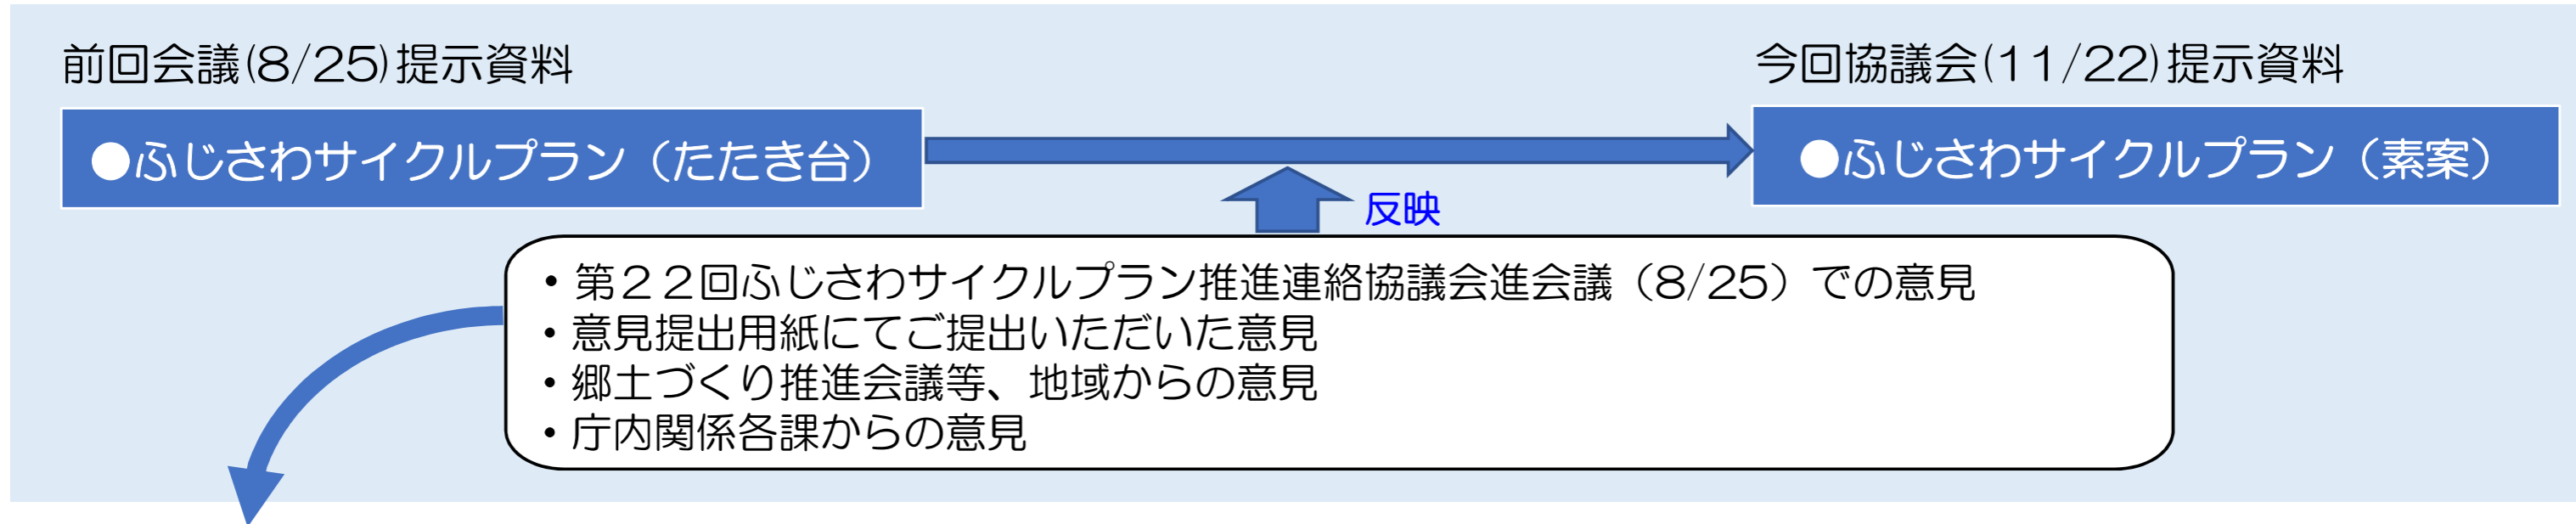 前回会議(8/25)提示資料
今回協議会(11/22)提示資料
●ふじさわサイクルプラン（たたき台）
●ふじさわサイクルプラン（素案）
反映
・第２２回ふじさわサイクルプラン推進連絡協議会進会議（8/25）での意見
・意見提出用紙にてご提出いただいた意見
・郷土づくり推進会議等、地域からの意見
・庁内関係各課からの意見